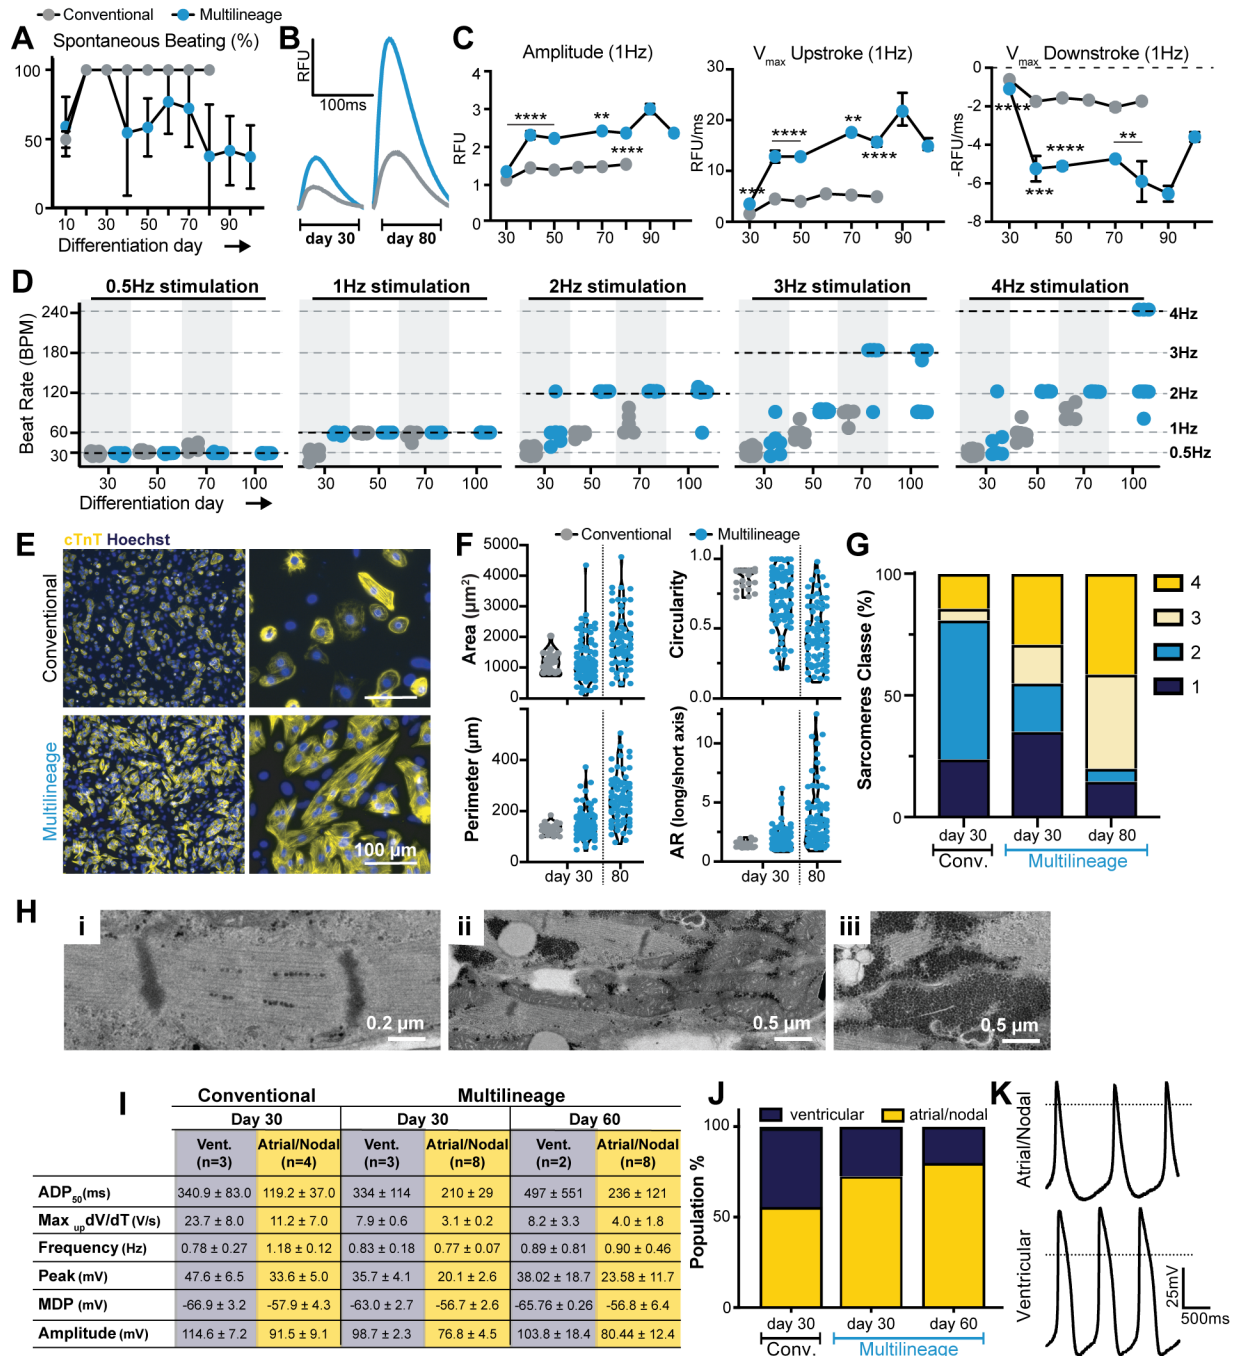 Conventional Multilineage
A
Spontaneous Beating (%)
100
50
0
10 30 50 70 90
Differentiation day
B
RFU
100ms
day 30 day 80
C
Amplitude (1Hz)
RFU
4
3
2
1
****
**
****
30 50 70 90
Vmax Upstroke (1Hz)
RFU/ms
30
20
10
0
***
****
**
****
30 50 70 90
Vmax Downstroke (1Hz)
-RFU/ms
0
-2
-4
-6
-8
****
***
****
**
30 50 70 90
D
0.5Hz stimulation 1Hz stimulation 2Hz stimulation 3Hz stimulation 4Hz stimulation
Beat Rate (BPM)
240
180
120
60
30
4Hz
3Hz
2Hz
1Hz
0.5Hz
30 50 70 100 30 50 70 100 30 50 70 100 30 50 70 100 30 50 70 100
Differentiation day
E
cTnT Hoechst
Conventional
Multilineage
100 µm
F
Conventional Multilineage
Area (µm²)
5000
4000
3000
2000
1000
0
Circularity
1.0
0.5
0.0
Perimeter (µm)
400
200
0
day 30 80
AR (long/short axis)
10
5
0
day 30 80
G
Sarcomeres Classe (%)
100
50
0
4
3
2
1
day 30 day 30 day 80
Conv. Multilineage
H
i
0.2 µm
ii
0.5 µm
iii
0.5 µm
I
Conventional Multilineage
Day 30 Day 30 Day 60
Vent. (n=3) Atrial/Nodal (n=4) Vent. (n=3) Atrial/Nodal (n=8) Vent. (n=2) Atrial/Nodal (n=8)
ADP50(ms) 340.9 ± 83.0 119.2 ± 37.0 334 ± 114 210 ± 29 497 ± 551 236 ± 121
Max up dV/dT (V/s) 23.7 ± 8.0 11.2 ± 7.0 7.9 ± 0.6 3.1 ± 0.2 8.2 ± 3.3 4.0 ± 1.8
Frequency (Hz) 0.78 ± 0.27 1.18 ± 0.12 0.83 ± 0.18 0.77 ± 0.07 0.89 ± 0.81 0.90 ± 0.46
Peak (mV) 47.6 ± 6.5 33.6 ± 5.0 35.7 ± 4.1 20.1 ± 2.6 38.02 ± 18.7 23.58 ± 11.7
MDP (mV) -66.9 ± 3.2 -57.9 ± 4.3 -63.0 ± 2.7 -56.7 ± 2.6 -65.76 ± 0.26 -56.8 ± 6.4
Amplitude (mV) 114.6 ± 7.2 91.5 ± 9.1 98.7 ± 2.3 76.8 ± 4.5 103.8 ± 18.4 80.44 ± 12.4
J
ventricular atrial/nodal
Population %
100
50
0
day 30 day 30 day 60
Conv. Multilineage
K
Atrial/Nodal
Ventricular
25mV
500ms